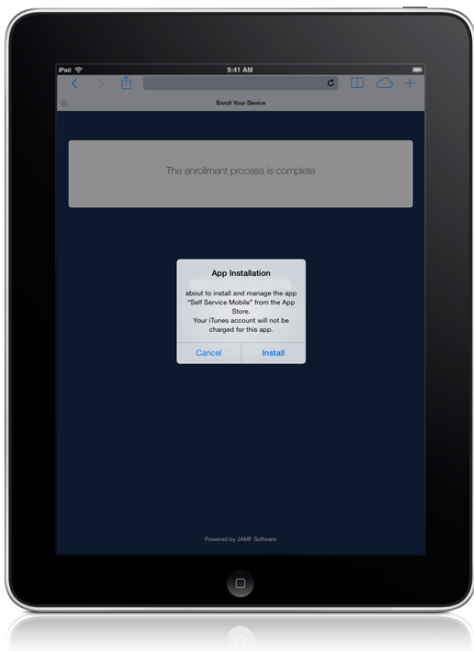 iPad
9:41 AM
Enroll Your Device
The enrollment process is complete
App Installation
about to install and manage the app
"Self Service Mobile" from the App
Store.
Your iTunes account will not be
charged for this app.
Cancel
Install
Powered by JAMF Software